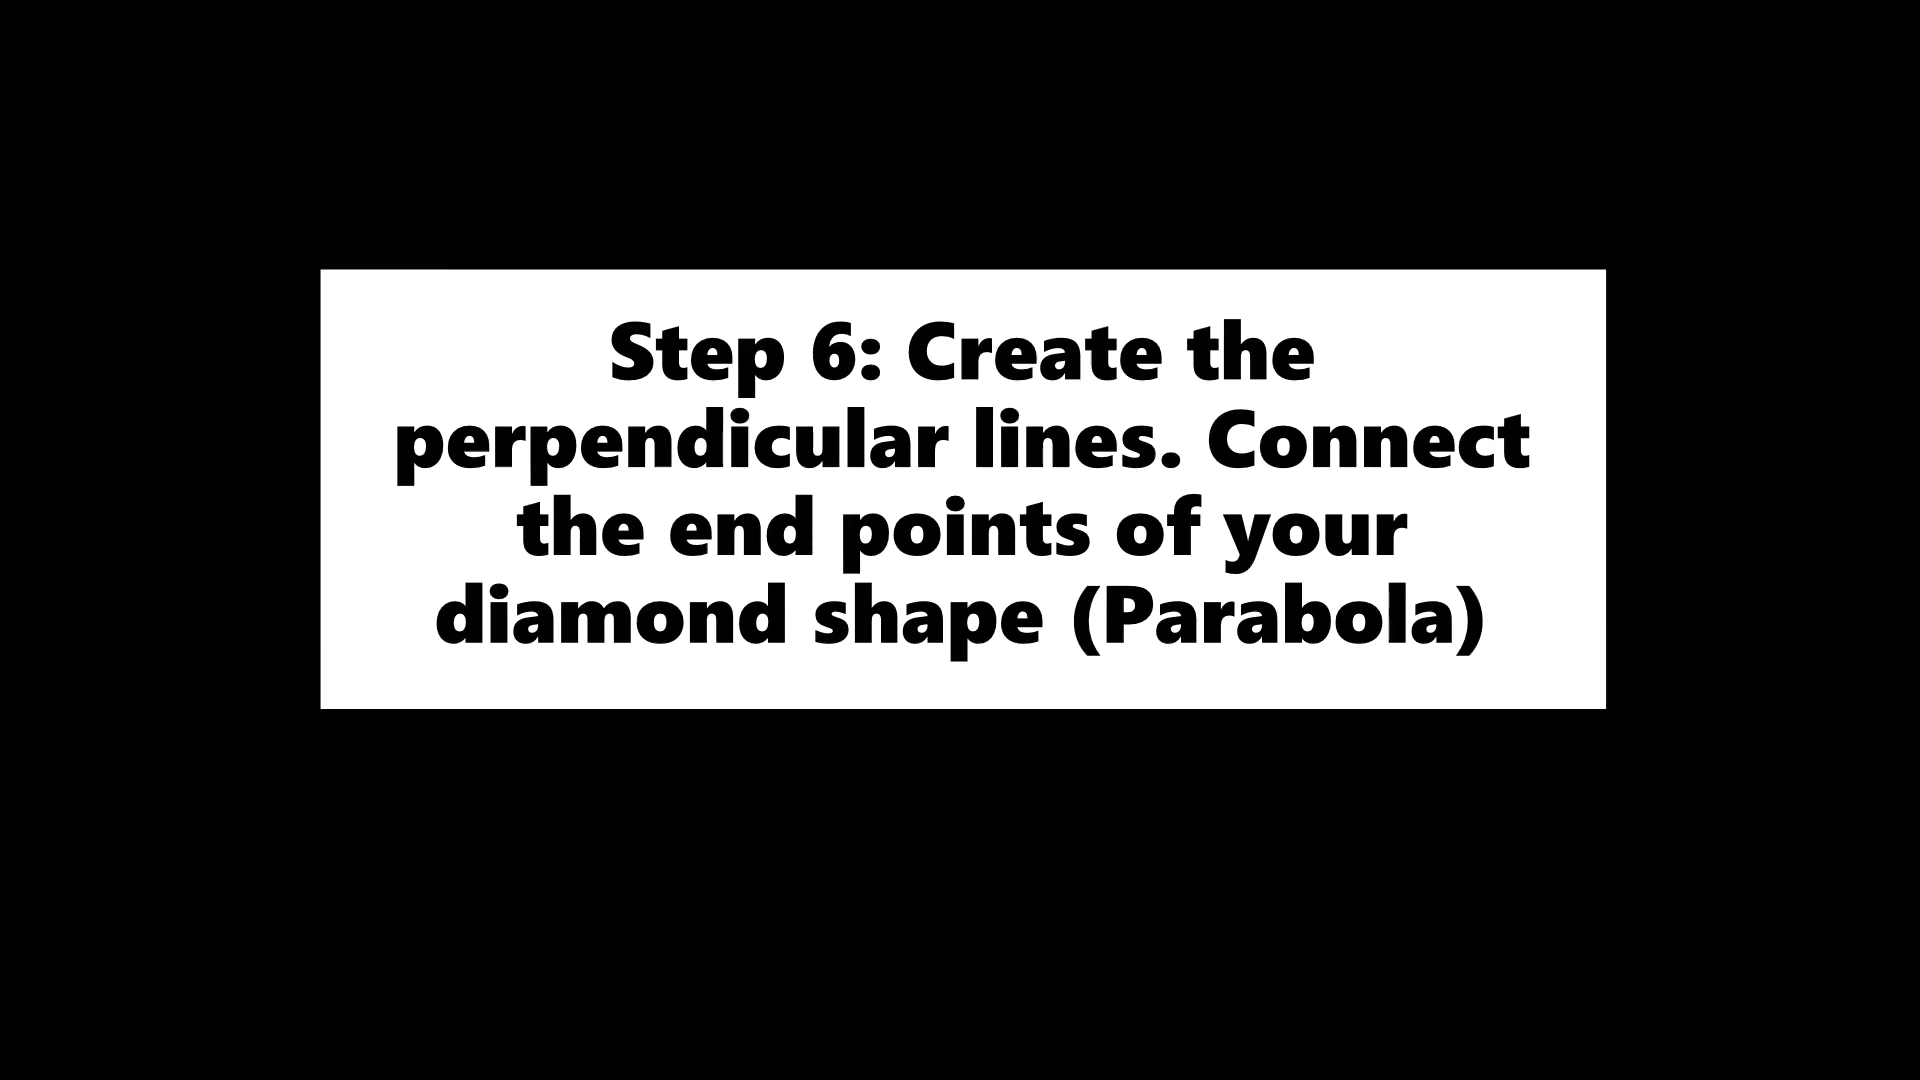 Step 6: Create the
perpendicular lines. Connect
the end points of your
diamond shape (Parabola)